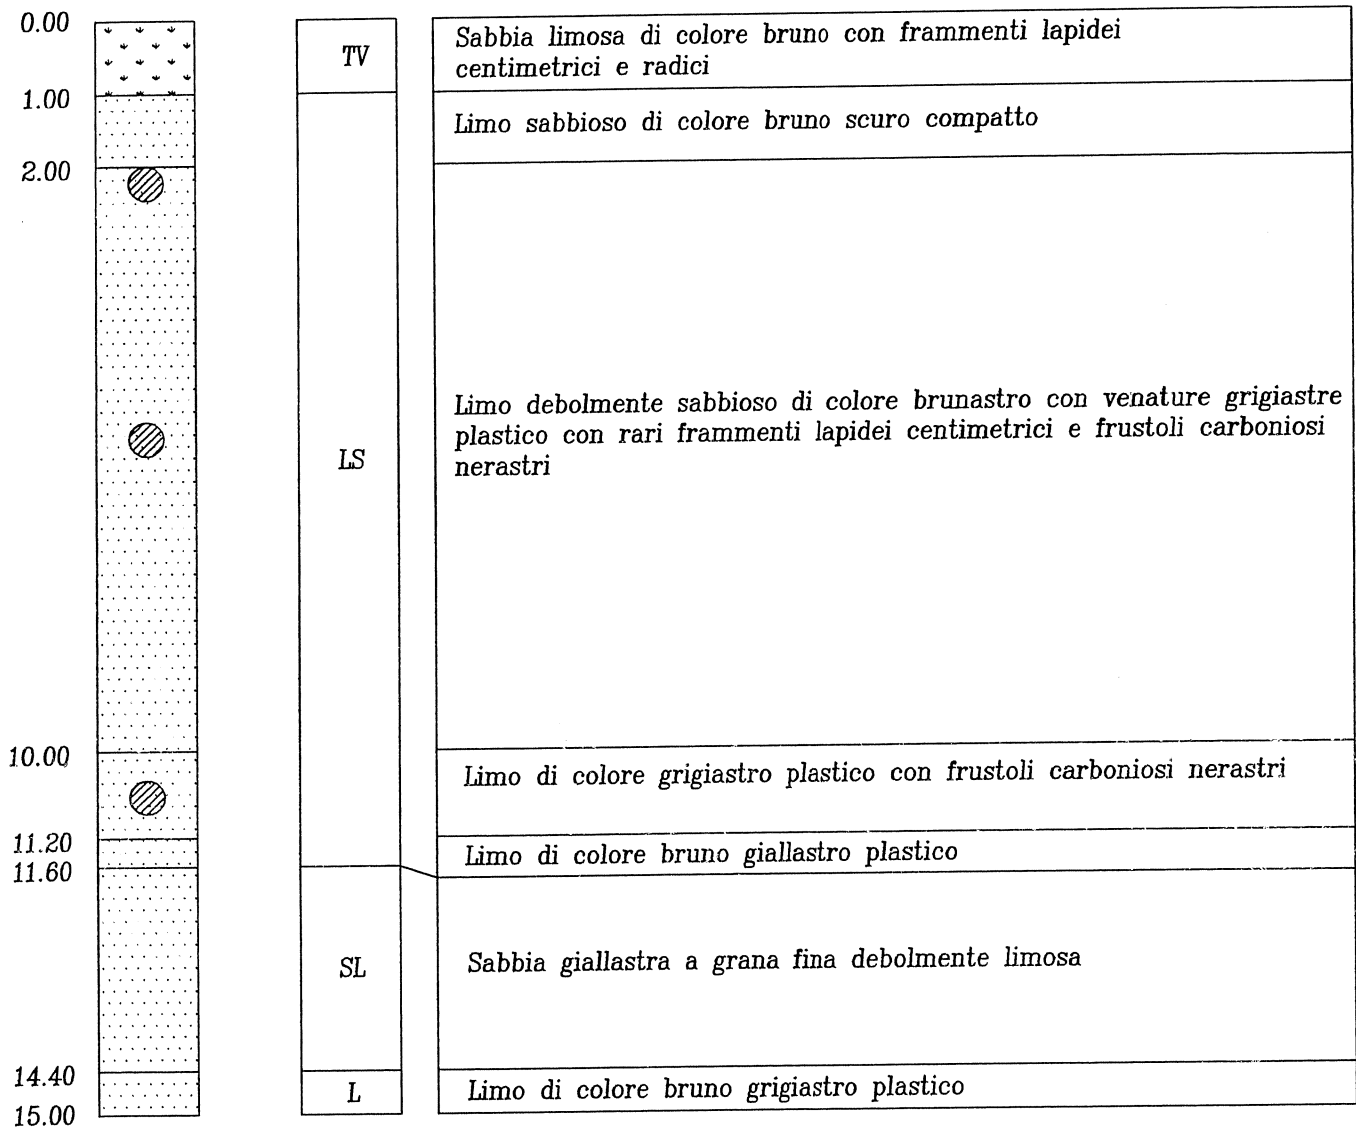 0.00
TV
Sabbia limosa di colore bruno con frammenti lapidei
centimetrici e radici
1.00
Limo sabbioso di colore bruno scuro compatto
2.00
LS
Limo debolmente sabbioso di colore brunastro con venature grigiastre
plastico con rari frammenti lapidei centimetrici e frustoli carboniosi
nerastri
10.00
Limo di colore grigiastro plastico con frustoli carboniosi nerastri
11.20
Limo di colore bruno giallastro plastico
11.60
SL
Sabbia giallastra a grana fina debolmente limosa
14.40
L
Limo di colore bruno grigiastro plastico
15.00